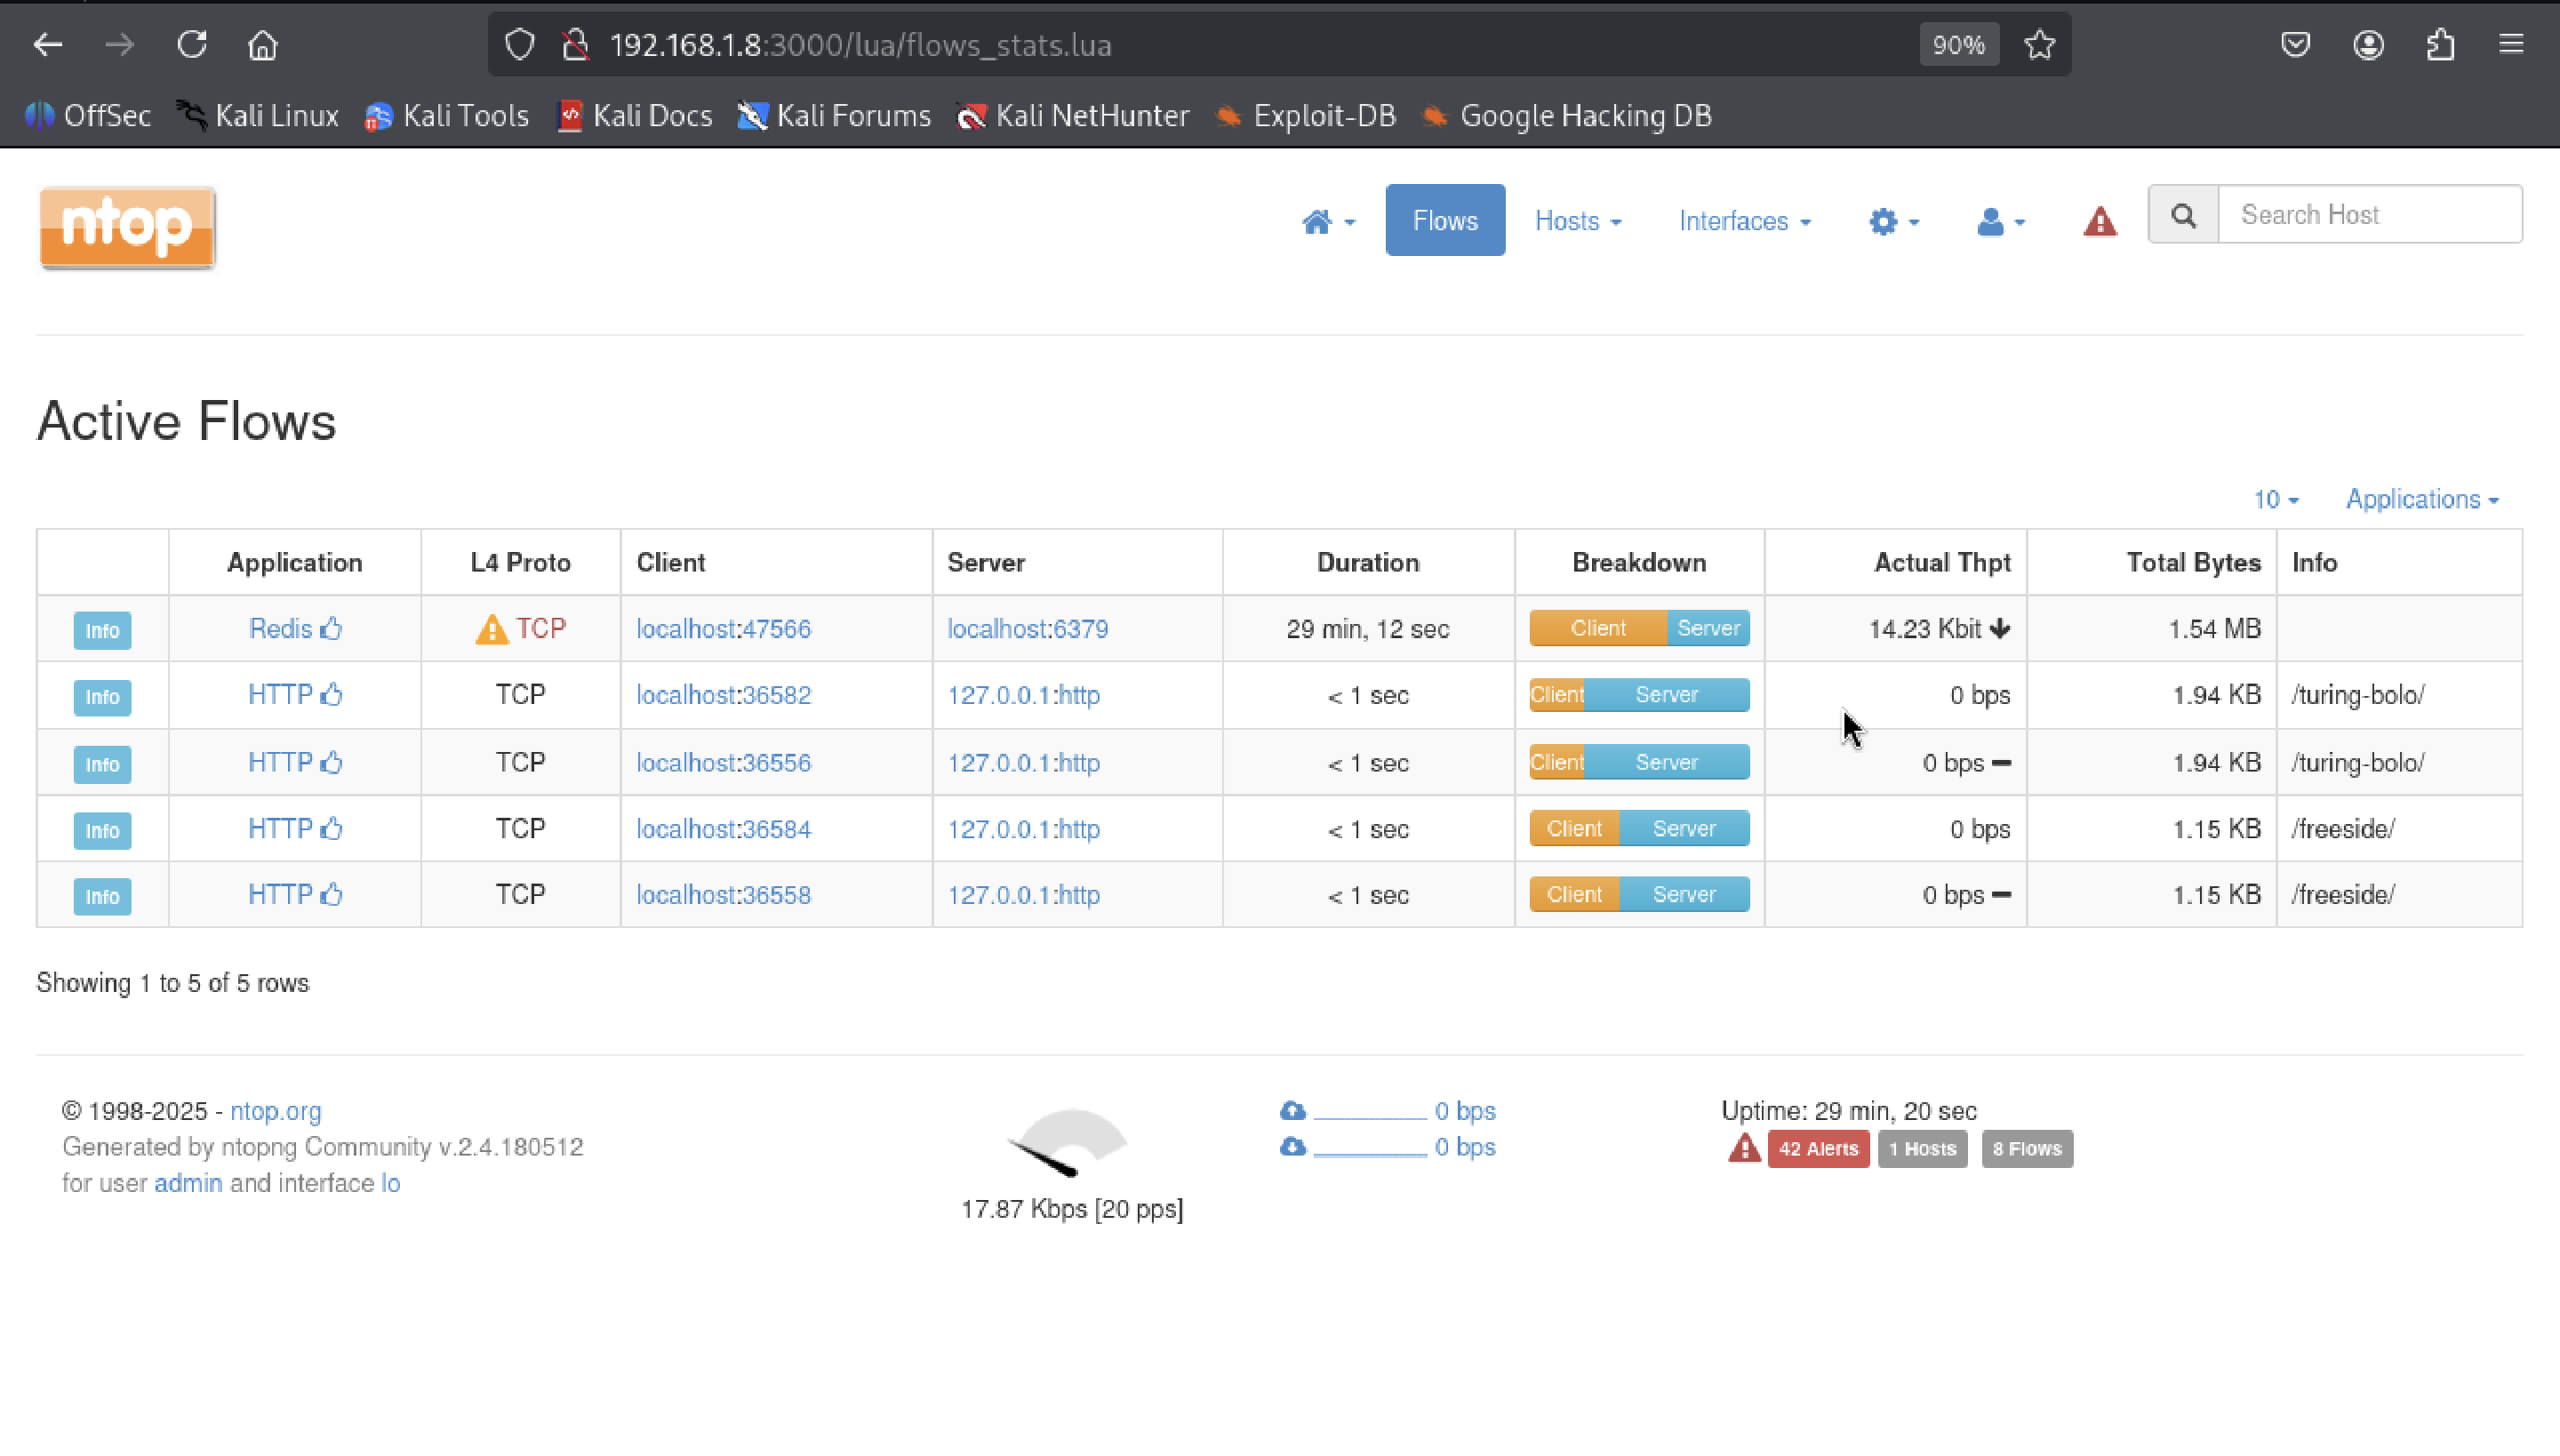 192.168.1.8:3000/lua/flows_stats.lua 90%
OffSec Kali Linux Kali Tools Kali Docs Kali Forums Kali NetHunter Exploit-DB Google Hacking DB
ntop Flows Hosts Interfaces Search Host
Active Flows
10 Applications
Application L4 Proto Client Server Duration Breakdown Actual Thpt Total Bytes Info
Info Redis TCP localhost:47566 localhost:6379 29 min, 12 sec Client Server 14.23 Kbit 1.54 MB
Info HTTP TCP localhost:36582 127.0.0.1:http < 1 sec Client Server 0 bps 1.94 KB /turing-bolo/
Info HTTP TCP localhost:36556 127.0.0.1:http < 1 sec Client Server 0 bps 1.94 KB /turing-bolo/
Info HTTP TCP localhost:36584 127.0.0.1:http < 1 sec Client Server 0 bps 1.15 KB /freeside/
Info HTTP TCP localhost:36558 127.0.0.1:http < 1 sec Client Server 0 bps 1.15 KB /freeside/
Showing 1 to 5 of 5 rows
© 1998-2025 - ntop.org
Generated by ntopng Community v.2.4.180512
for user admin and interface lo
17.87 Kbps [20 pps]
0 bps
0 bps
Uptime: 29 min, 20 sec
42 Alerts 1 Hosts 8 Flows